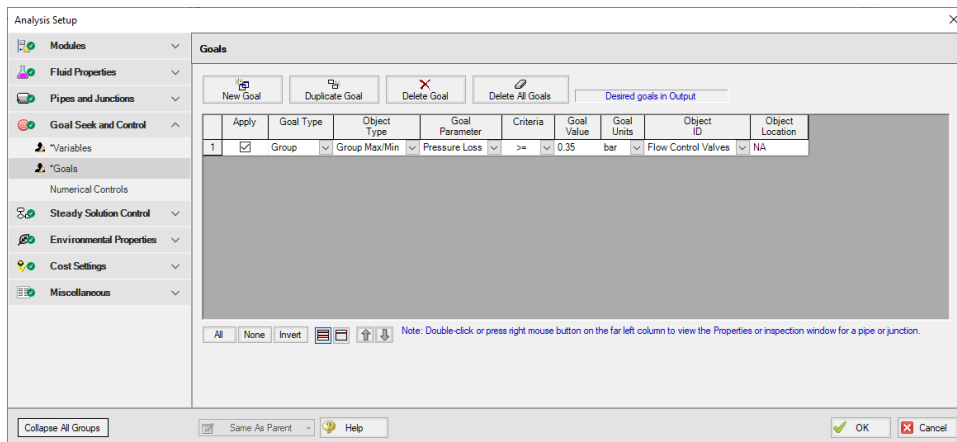 Analysis Setup
Modules
Fluid Properties
Pipes and Junctions
Goal Seek and Control
*Variables
*Goals
Numerical Controls
Steady Solution Control
Environmental Properties
Cost Settings
Miscellaneous
Goals
New Goal Duplicate Goal Delete Goal Delete All Goals Desired goals in Output
Apply Goal Type Object Type Goal Parameter Criteria Goal Value Goal Units Object ID Object Location
1 Group Group Max/Min Pressure Loss >= 0.35 bar Flow Control Valves NA
All None Invert Note: Double-click or press right mouse button on the far left column to view the Properties or inspection window for a pipe or junction.
Collapse All Groups Same As Parent Help OK Cancel